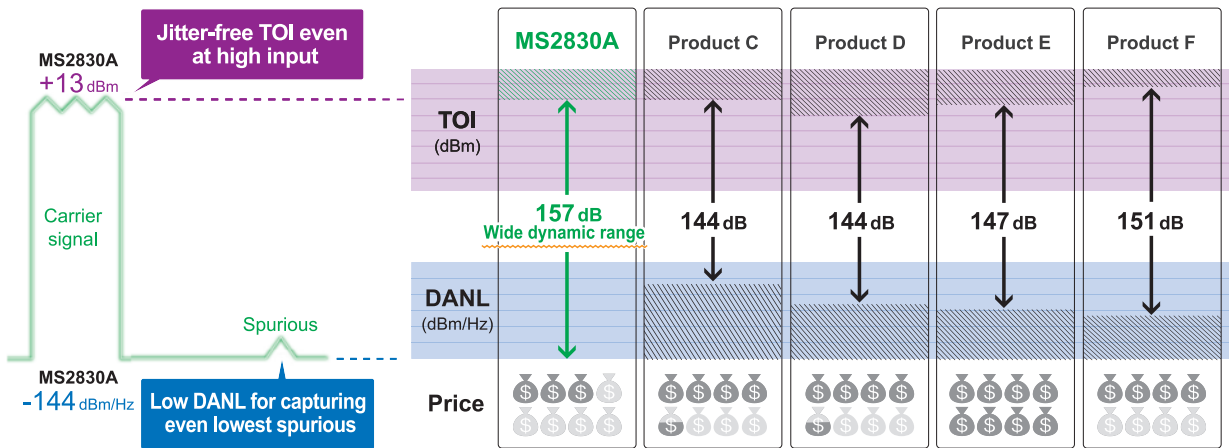 Jitter-free TOI even
at high input
MS2830A
+13 dBm
Carrier
signal
Spurious
MS2830A
-144 dBm/Hz
Low DANL for capturing
even lowest spurious
MS2830A
Product C
Product D
Product E
Product F
TOI
(dBm)
157 dB
Wide dynamic range
144 dB
144 dB
147 dB
151 dB
DANL
(dBm/Hz)
Price
$ $ $ $ $ $ $ $ $ $ $ $ $ $ $ $ $ $ $ $
$ $ $ $ $ $ $ $ $ $ $ $ $ $ $ $ $ $ $ $